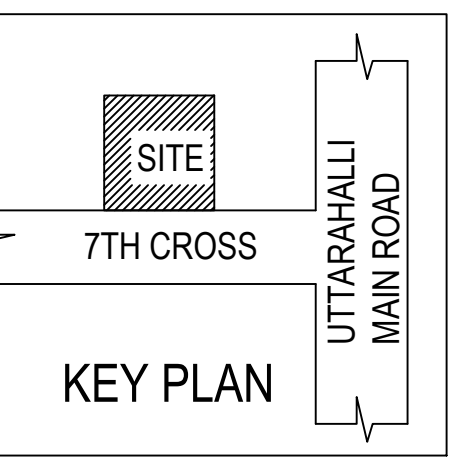 SITE
7TH CROSS
UTTARAHALLI
MAIN ROAD
KEY PLAN